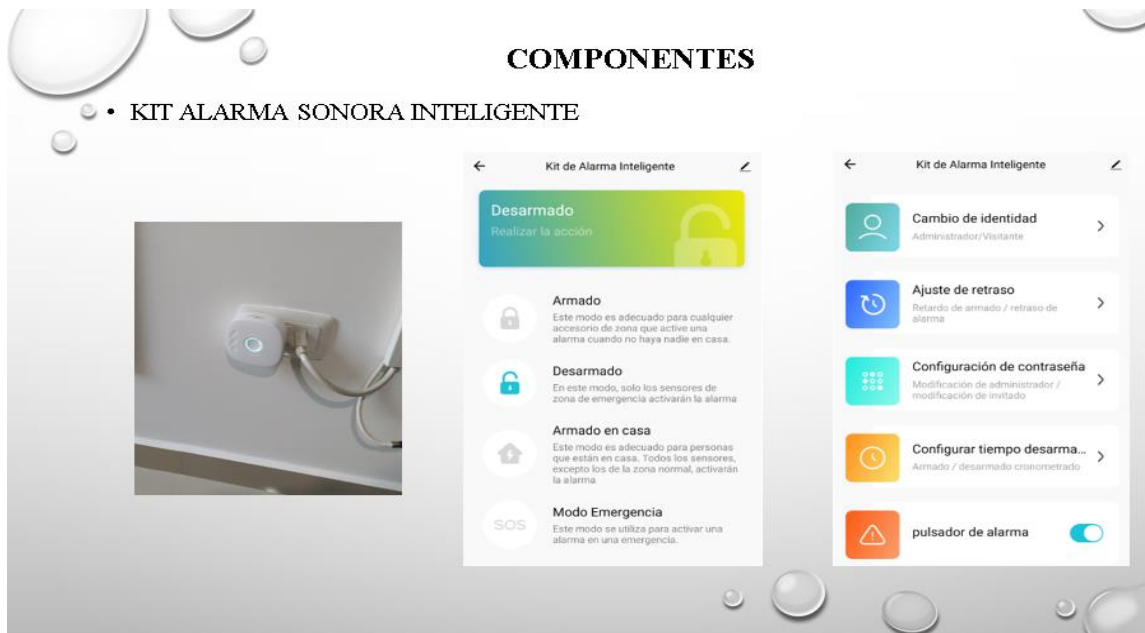 COMPONENTES
• KIT ALARMA SONORA INTELIGENTE
Kit de Alarma Inteligente
Desarmado
Realizar la acción
Armado
Este modo es adecuado para cualquier
accesorio de zona que active una
alarma cuando no haya nadie en casa.
Desarmado
En este modo, solo los sensores de
zona de emergencia activarán la alarma
Armado en casa
Este modo es adecuado para personas
que están en casa. Todos los sensores,
excepto los de la zona normal, activarán
la alarma
SOS
Modo Emergencia
Este modo se utiliza para activar una
alarma en una emergencia.
Kit de Alarma Inteligente
Cambio de identidad
Administrador/Visitante
Ajuste de retraso
Retardo de armado / retraso de
alarma
Configuración de contraseña
Modificación de administrador /
modificación de invitado
Configurar tiempo desarma...
Armado / desarmado cronometrado
pulsador de alarma